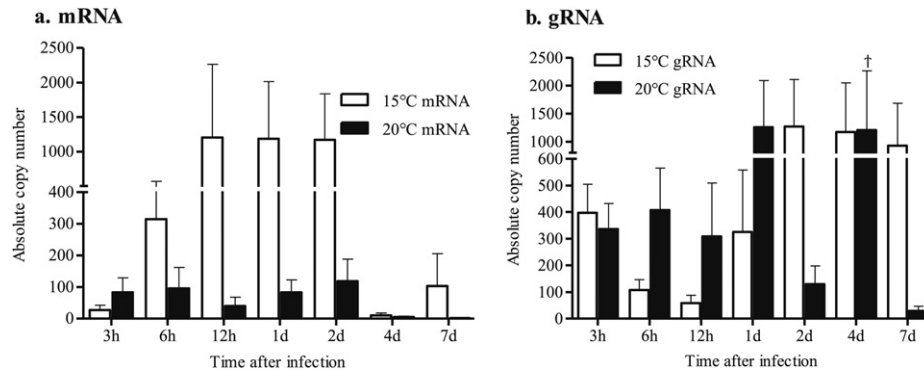 a. mRNA
2500
2000
1500
1000
400
300
200
100
0
Absolute copy number
15°C mRNA
20°C mRNA
3h 6h 12h 1d 2d 4d 7d
Time after infection
b. gRNA
2500
2000
1500
1000
600
500
400
300
200
100
0
Absolute copy number
15°C gRNA
20°C gRNA
†
3h 6h 12h 1d 2d 4d 7d
Time after infection